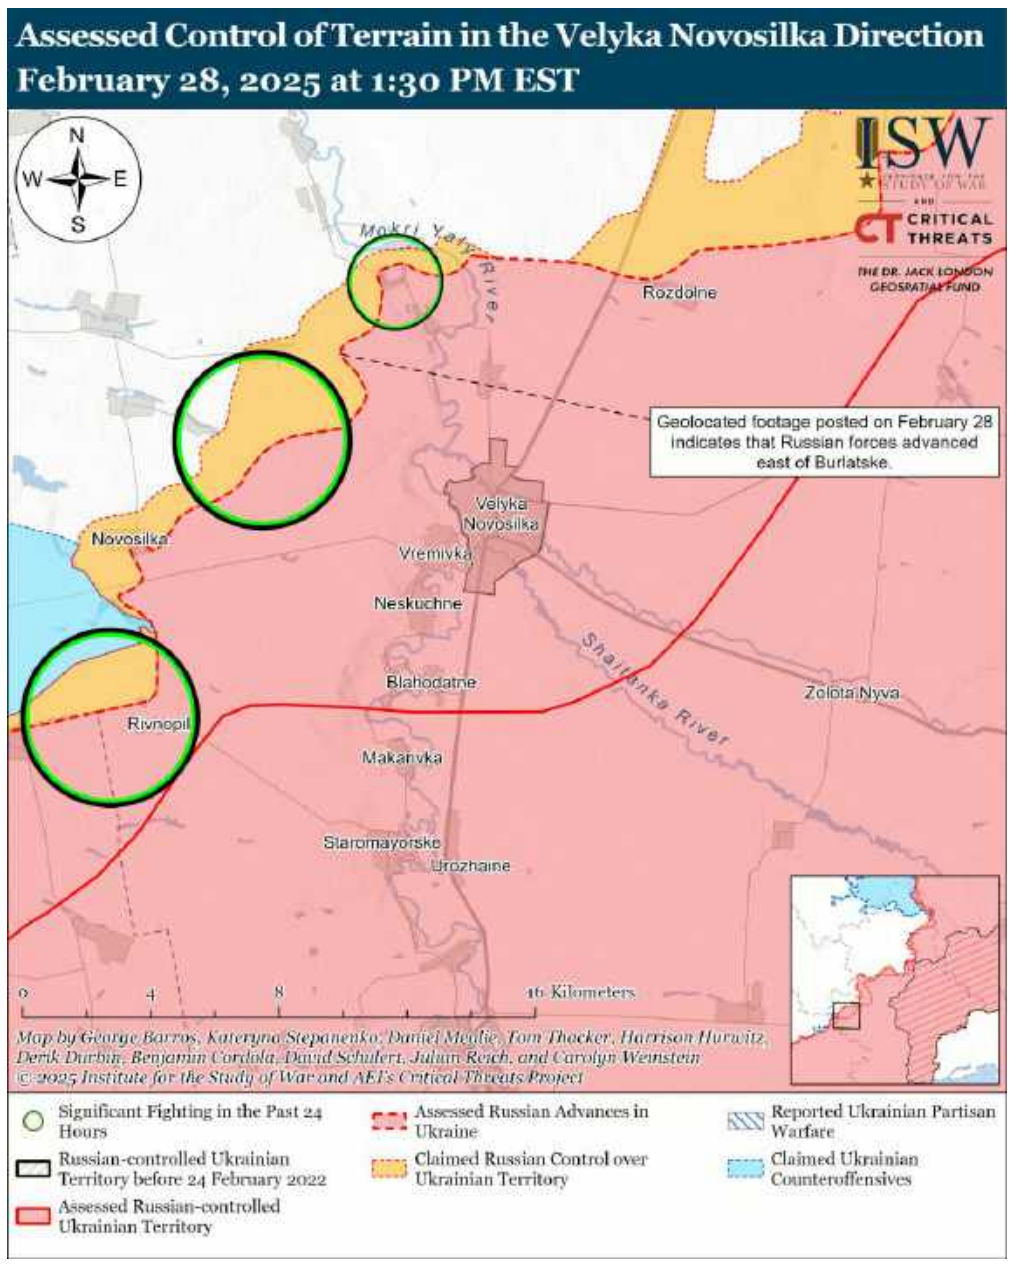 Assessed Control of Terrain in the Velyka Novosilka Direction
February 28, 2025 at 1:30 PM EST
N
W
E
S
ISW
INSTITUTE FOR THE
STUDY OF WAR
AND
CT CRITICAL
THREATS
THE DR. JACK LONDON
GEOSPATIAL FUND
Mokri Yaly River
Rozdolne
Geolocated footage posted on February 28
indicates that Russian forces advanced
east of Burlatske.
Velyka
Novosilka
Novosilka
Vremivka
Neskuchne
Shaitanka River
Blahodatne
Zolota Nyva
Rivnopil
Makarivka
Staromayorske
Urozhaine
0 4 8 16 Kilometers
Map by George Barros, Kateryna Stepanenko, Daniel Mealie, Tom Thacker, Harrison Hurwitz,
Derik Durbin, Benjamin Cordola, David Schulert, Julian Reich, and Carolyn Weinstein
© 2025 Institute for the Study of War and AEI's Critical Threats Project
Significant Fighting in the Past 24
Hours
Russian-controlled Ukrainian
Territory before 24 February 2022
Assessed Russian-controlled
Ukrainian Territory
Assessed Russian Advances in
Ukraine
Claimed Russian Control over
Ukrainian Territory
Reported Ukrainian Partisan
Warfare
Claimed Ukrainian
Counteroffensives